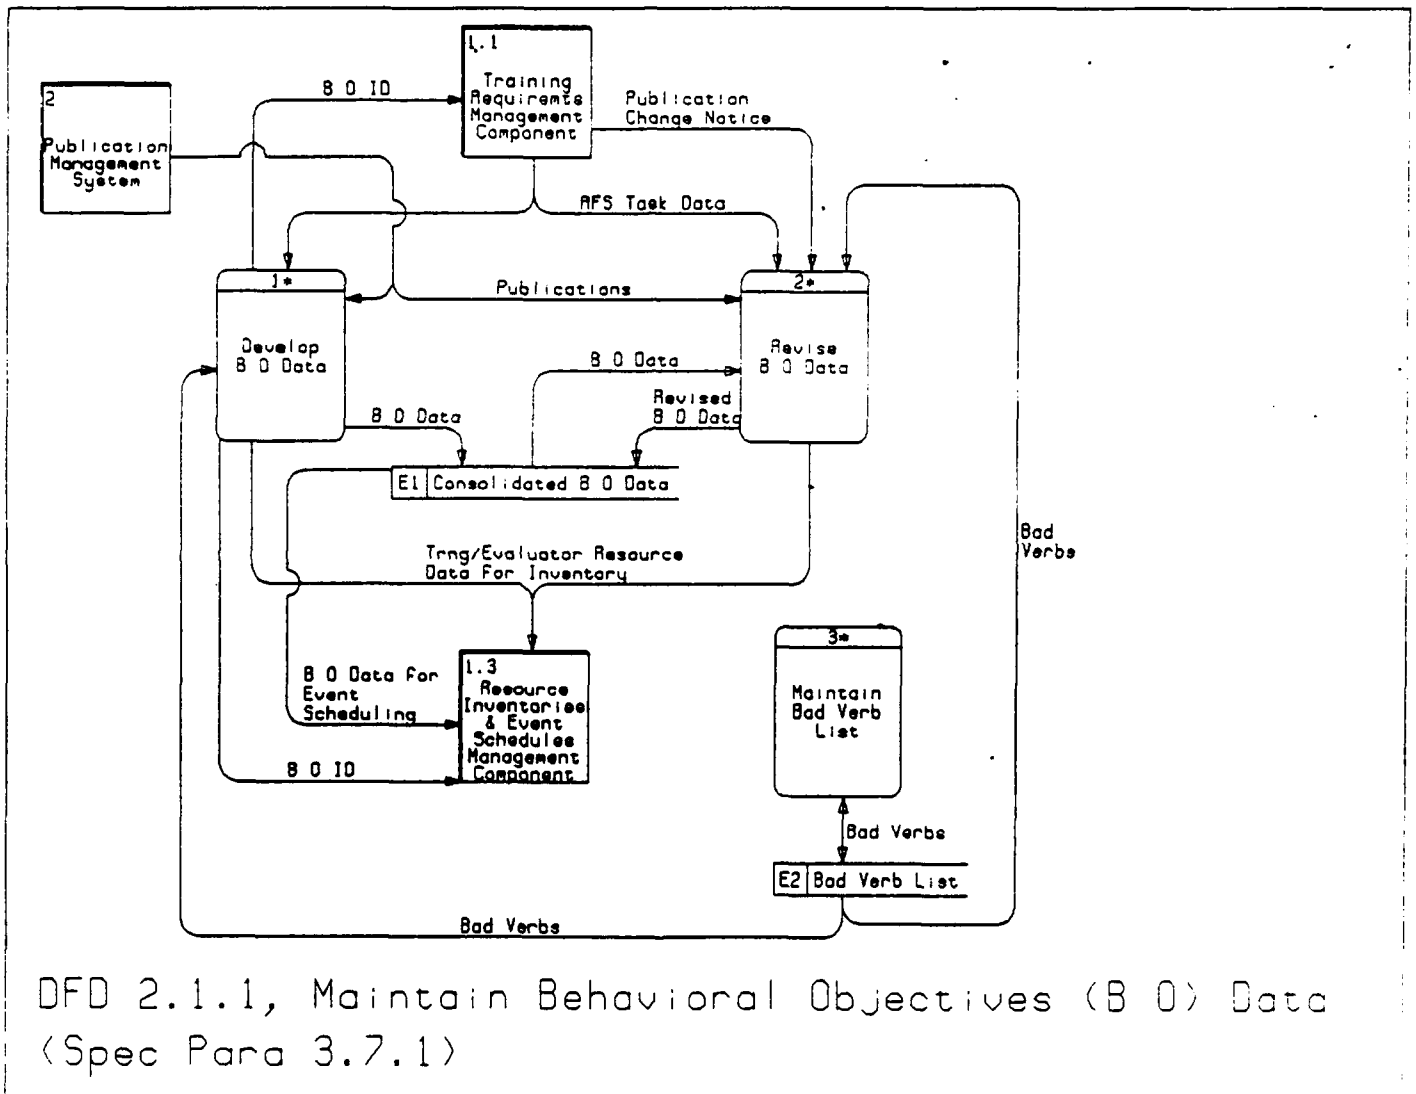 1.1
Training
Requiremts
Management
Component
B O ID
Publication
Change Notice
2
Publication
Management
System
AFS Task Data
1*
Develop
B O Data
Publications
2*
Revise
B O Data
B O Data
Revised
B O Data
B O Data
E1 Consolidated B O Data
Bad
Verbs
Trng/Evaluator Resource
Data For Inventory
3*
Maintain
Bad Verb
List
B O Data For
Event
Scheduling
1.3
Resource
Inventories
& Event
Schedules
Management
Component
B O ID
Bad Verbs
E2 Bad Verb List
Bad Verbs
DFD 2.1.1, Maintain Behavioral Objectives (B O) Data
(Spec Para 3.7.1)